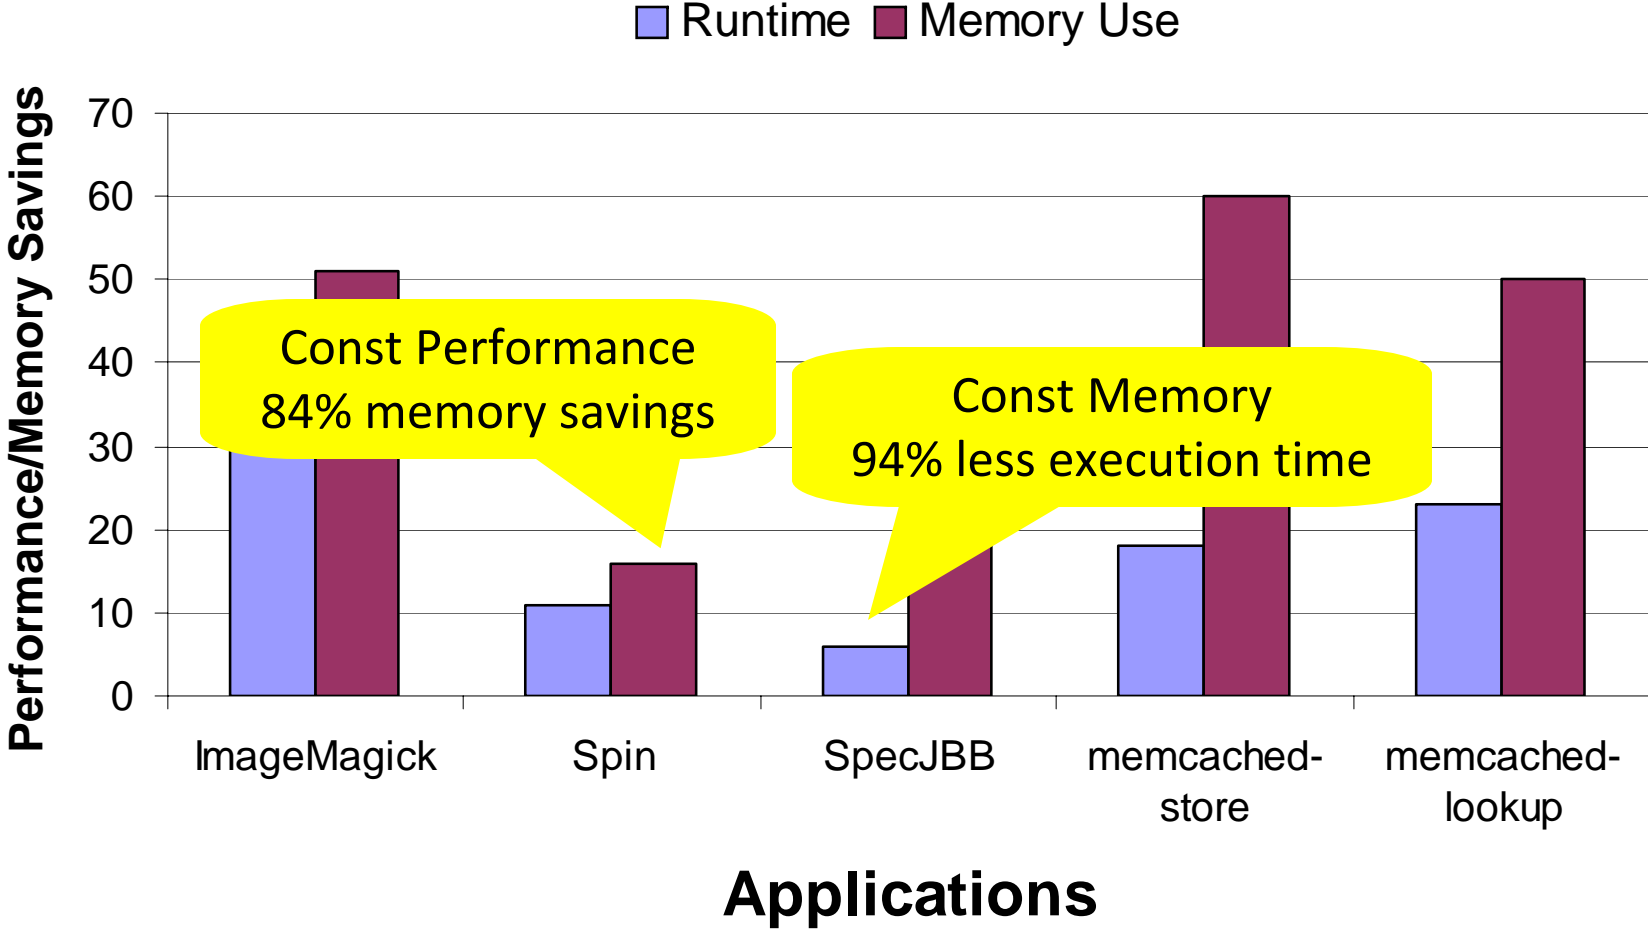 Runtime Memory Use
Performance/Memory Savings
70
60
50
40
30
20
10
0
Const Performance
84% memory savings
Const Memory
94% less execution time
ImageMagick Spin SpecJBB memcached- memcached-
store lookup
Applications